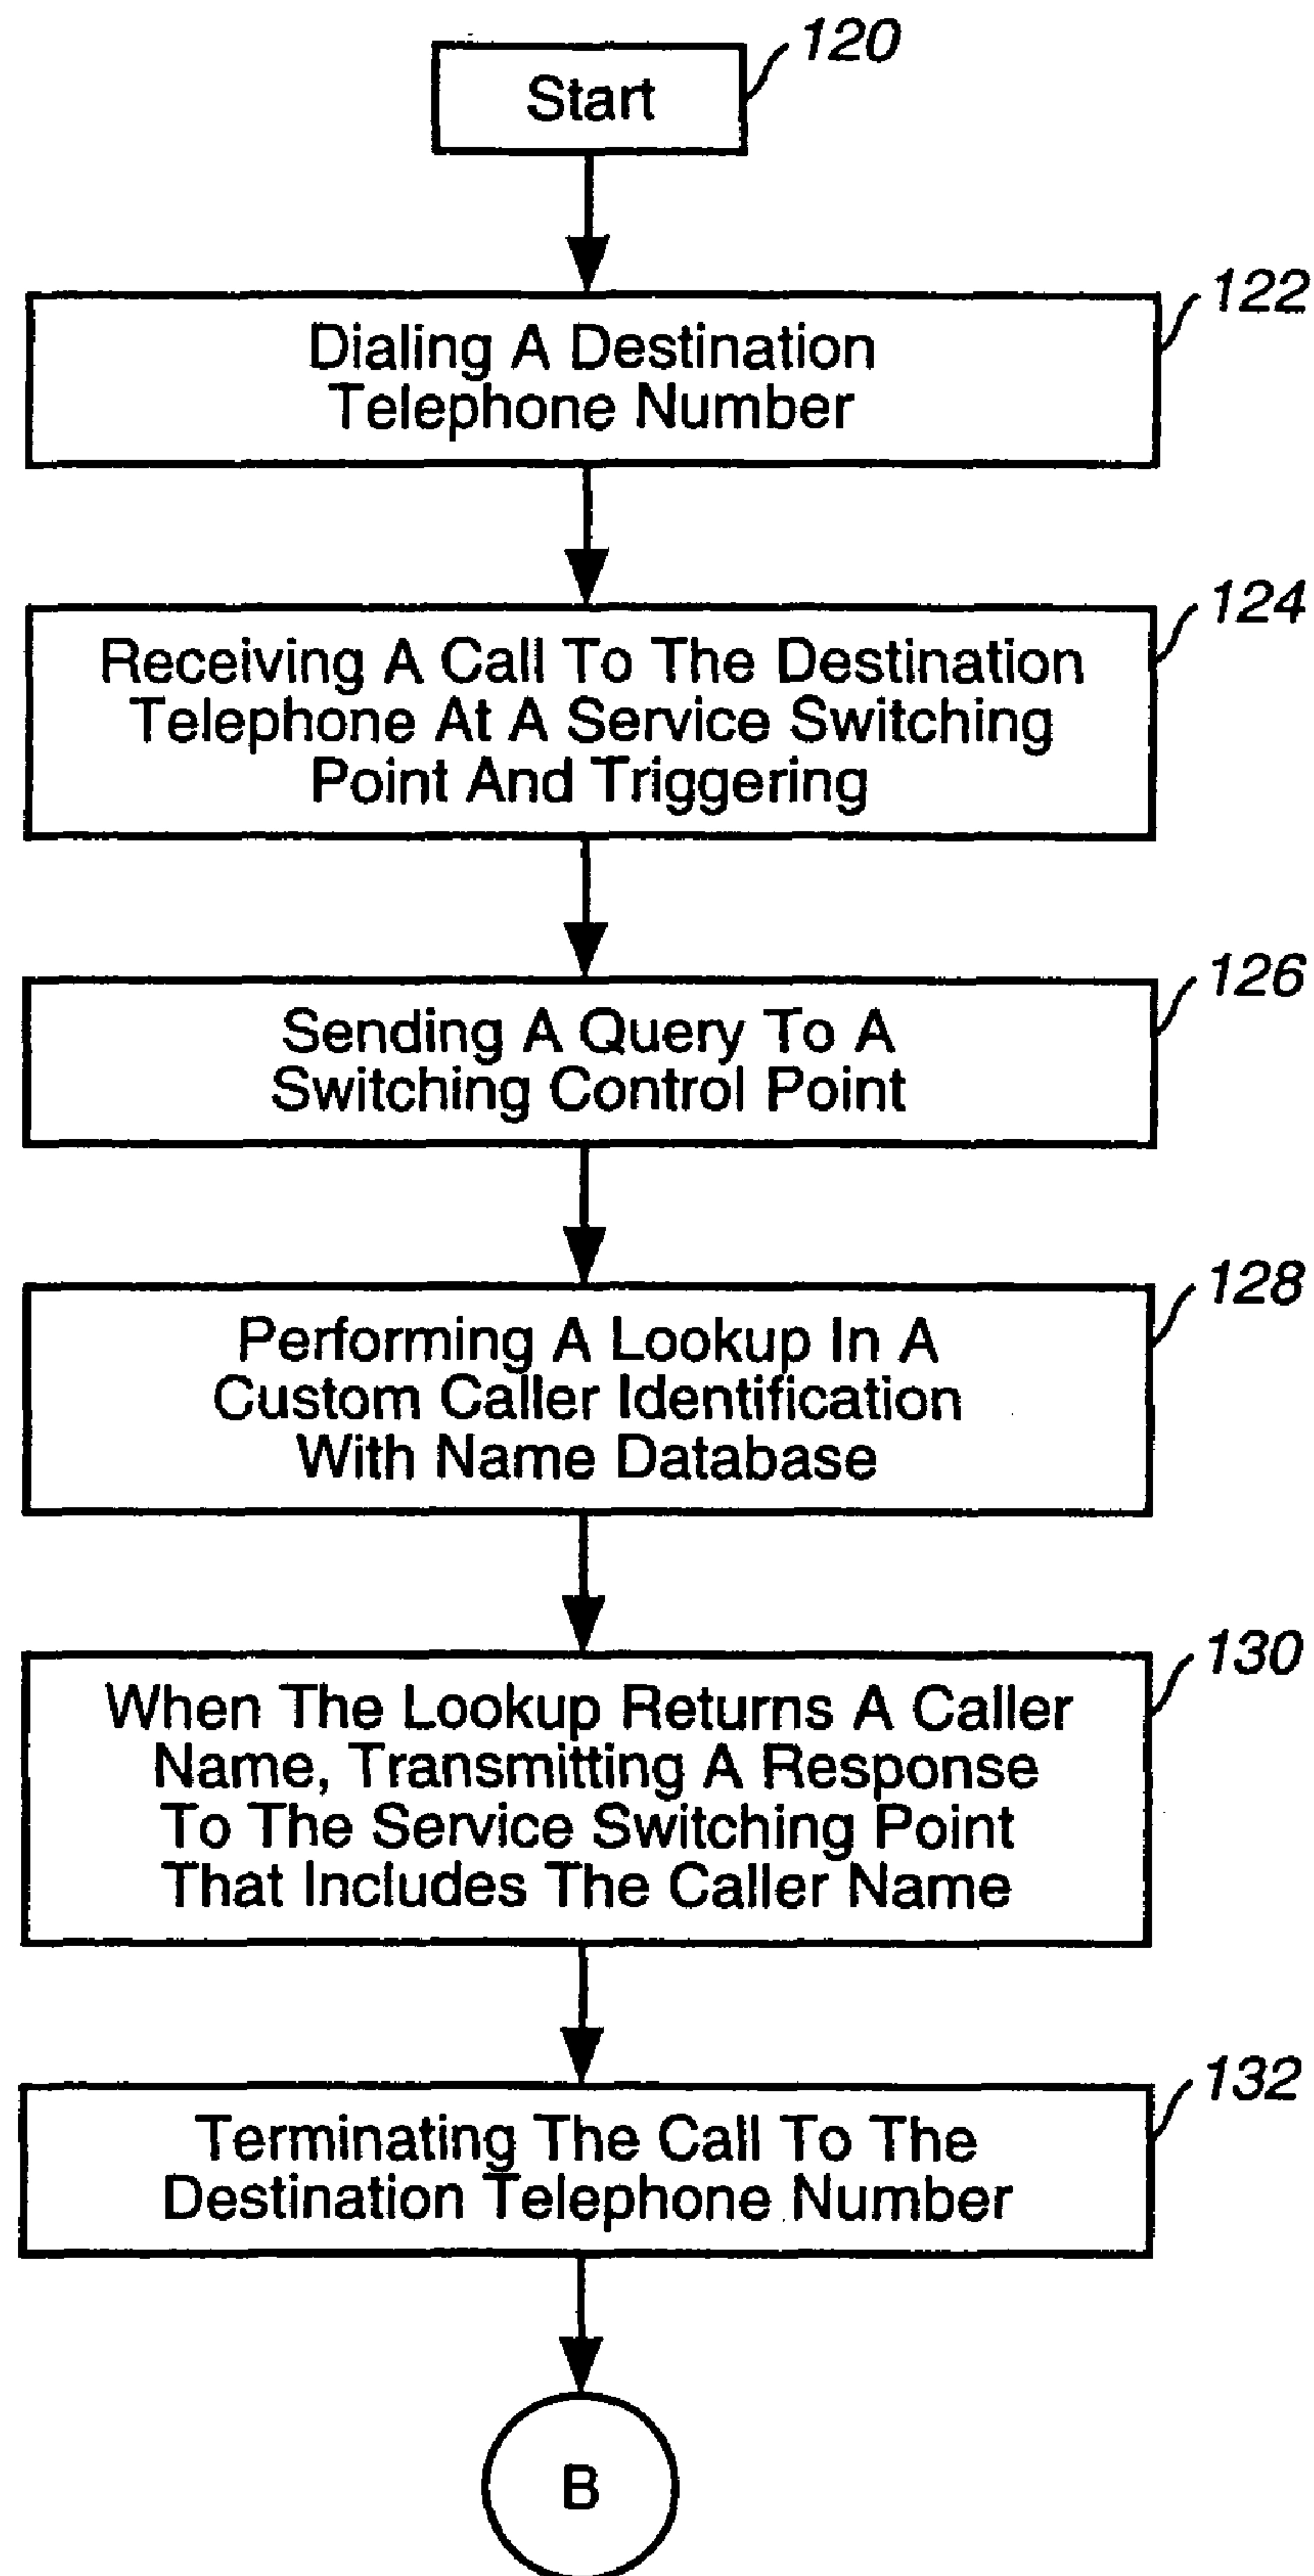 Start
120
Dialing A Destination
Telephone Number
122
Receiving A Call To The Destination
Telephone At A Service Switching
Point And Triggering
124
Sending A Query To A
Switching Control Point
126
Performing A Lookup In A
Custom Caller Identification
With Name Database
128
When The Lookup Returns A Caller
Name, Transmitting A Response
To The Service Switching Point
That Includes The Caller Name
130
Terminating The Call To The
Destination Telephone Number
132
B